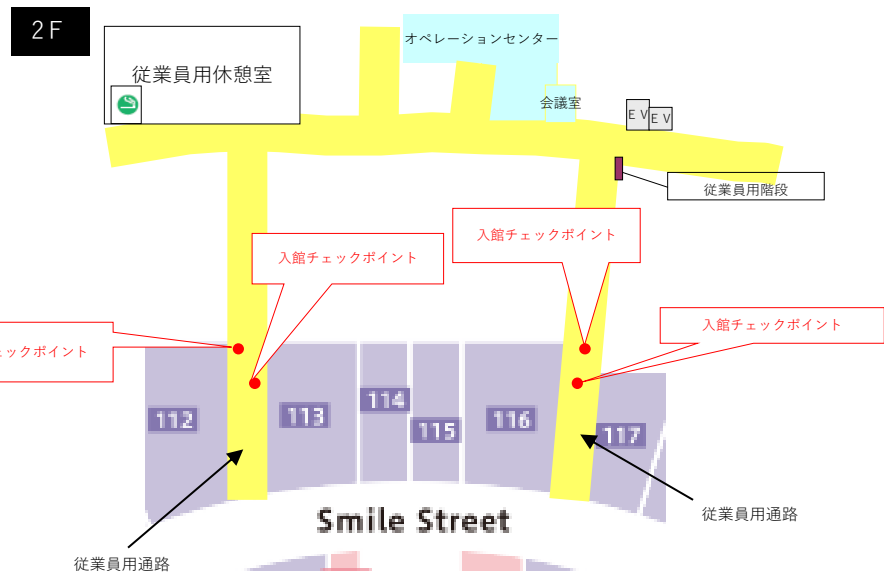 2F
オペレーションセンター
従業員用休憩室
会議室
EV
EV
従業員用階段
入館チェックポイント
入館チェックポイント
入館チェックポイント
ェックポイント
112
113
114
115
116
117
Smile Street
従業員用通路
従業員用通路